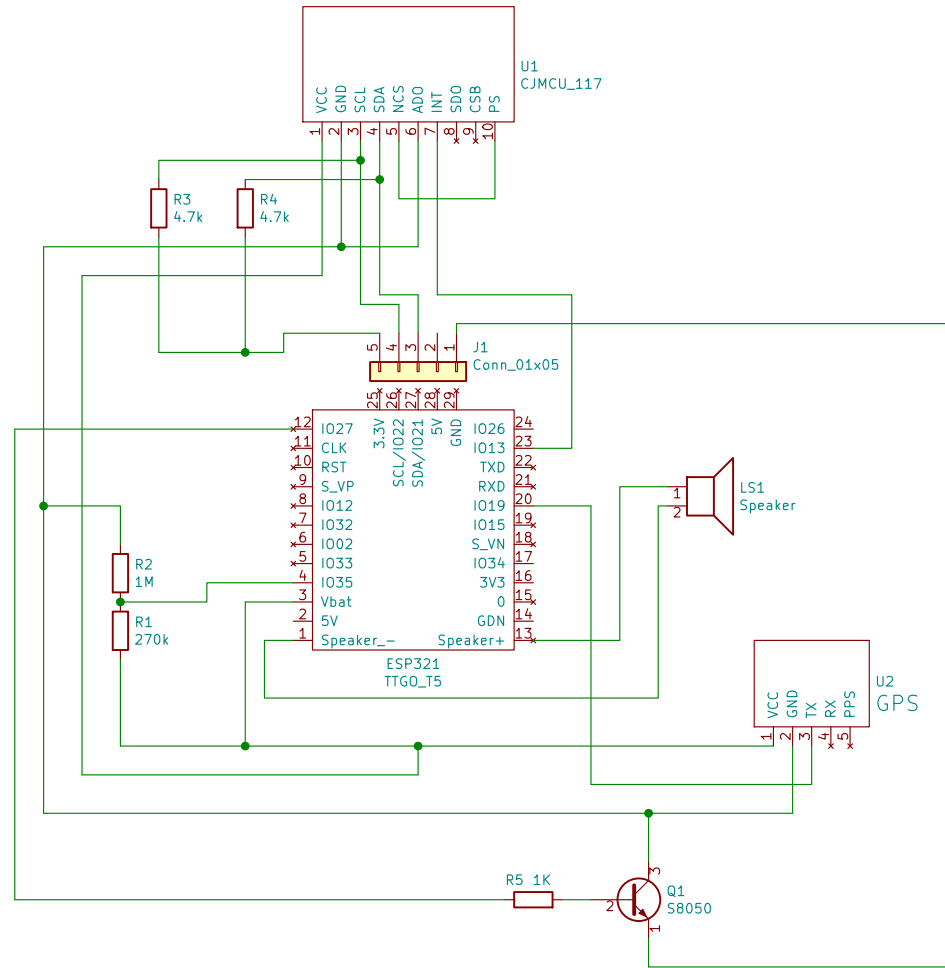 U1
CJMCU_117
VCC
GND
SCL
SDA
NCS
ADO
INT
SDO
CSB
PS
1
2
3
4
5
6
7
8
9
10
R3
4.7k
R4
4.7k
5
4
3
2
1
J1
Conn_01x05
25
26
27
28
29
3.3V
SCL/IO22
SDA/IO21
5V
GND
12 IO27
11 CLK
10 RST
9 S_VP
8 IO12
7 IO32
6 IO02
5 IO33
4 IO35
3 Vbat
2 5V
1 Speaker_-
IO26 24
IO13 23
TXD 22
RXD 21
IO19 20
IO15 19
S_VN 18
IO34 17
3V3 16
0 15
GDN 14
Speaker+ 13
ESP321
TTGO_T5
1
2
LS1
Speaker
R2
1M
R1
270k
U2
GPS
VCC
GND
TX
RX
PPS
1
2
3
4
5
R5 1K
3
2
1
Q1
S8050